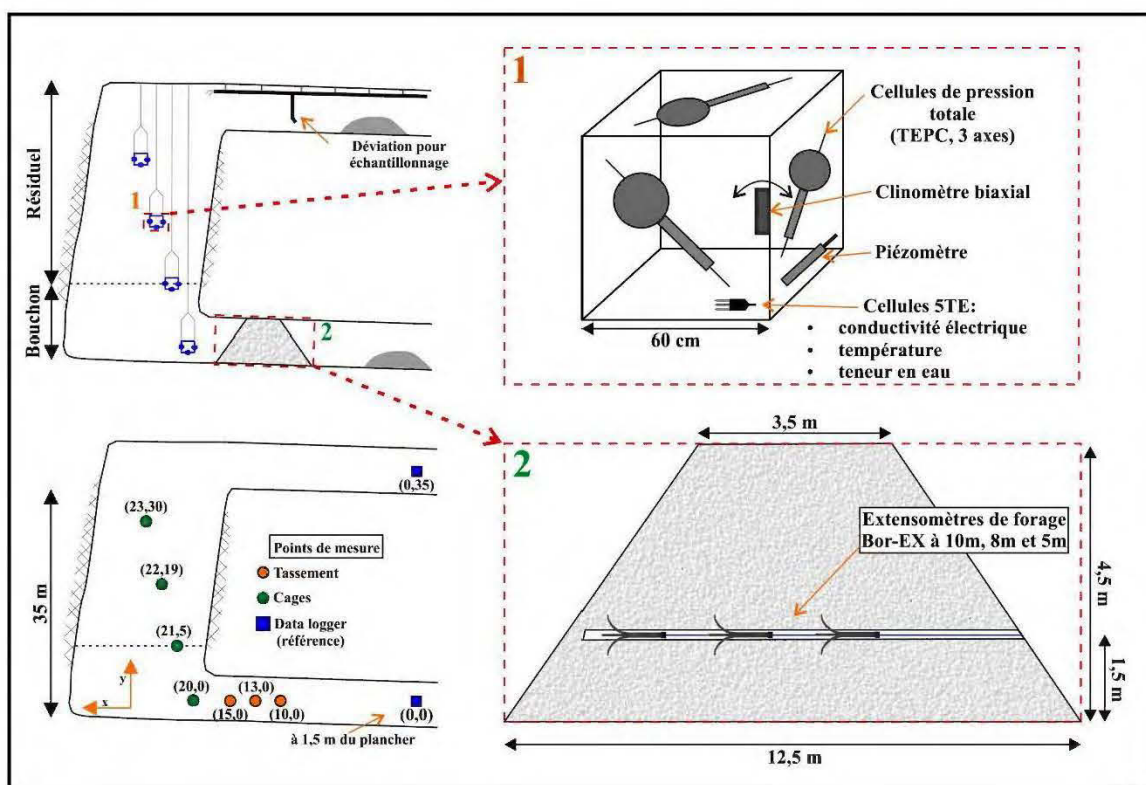 Résiduel
Bouchon
1
2
Déviation pour
échantillonnage
1
Cellules de pression
totale
(TEPC, 3 axes)
Clinomètre biaxial
Piézomètre
Cellules 5TE:
• conductivité électrique
• température
• teneur en eau
60 cm
35 m
(23,30)
(22,19)
(21,5)
(20,0)
(15,0)
(13,0)
(10,0)
(0,35)
(0,0)
Points de mesure
Tassement
Cages
Data logger
(référence)
y
x
à 1,5 m du plancher
2
3,5 m
Extensomètres de forage
Bor-EX à 10m, 8m et 5m
4,5 m
1,5 m
12,5 m